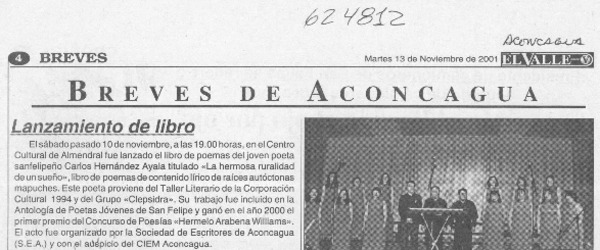 624812
ACONCAGUA
4 BREVES Martes 13 de Noviembre de 2001 EL VALLE
BREVES DE ACONCAGUA
Lanzamiento de libro
El sábado pasado 10 de noviembre, a las 19.00 horas, en el Centro
Cultural de Almendral fue lanzado el libro de poemas del joven poeta
sanfelipeño Carlos Hernández Ayala titulado «La hermosa ruralidad
de un sueño», libro de poemas de contenido lírico de raíces autóctonas
mapuches. Este poeta proviene del Taller Literario de la Corporación
Cultural 1994 y del Grupo «Clepsidra». Su trabajo fue incluido en la
Antología de Poetas Jóvenes de San Felipe y ganó en el año 2000 el
primer premio del Concurso de Poesías «Hermelo Arabena Williams».
El acto fue organizado por la Sociedad de Escritores de Aconcagua
(S.E.A.) y con el auspicio del CIEM Aconcagua.